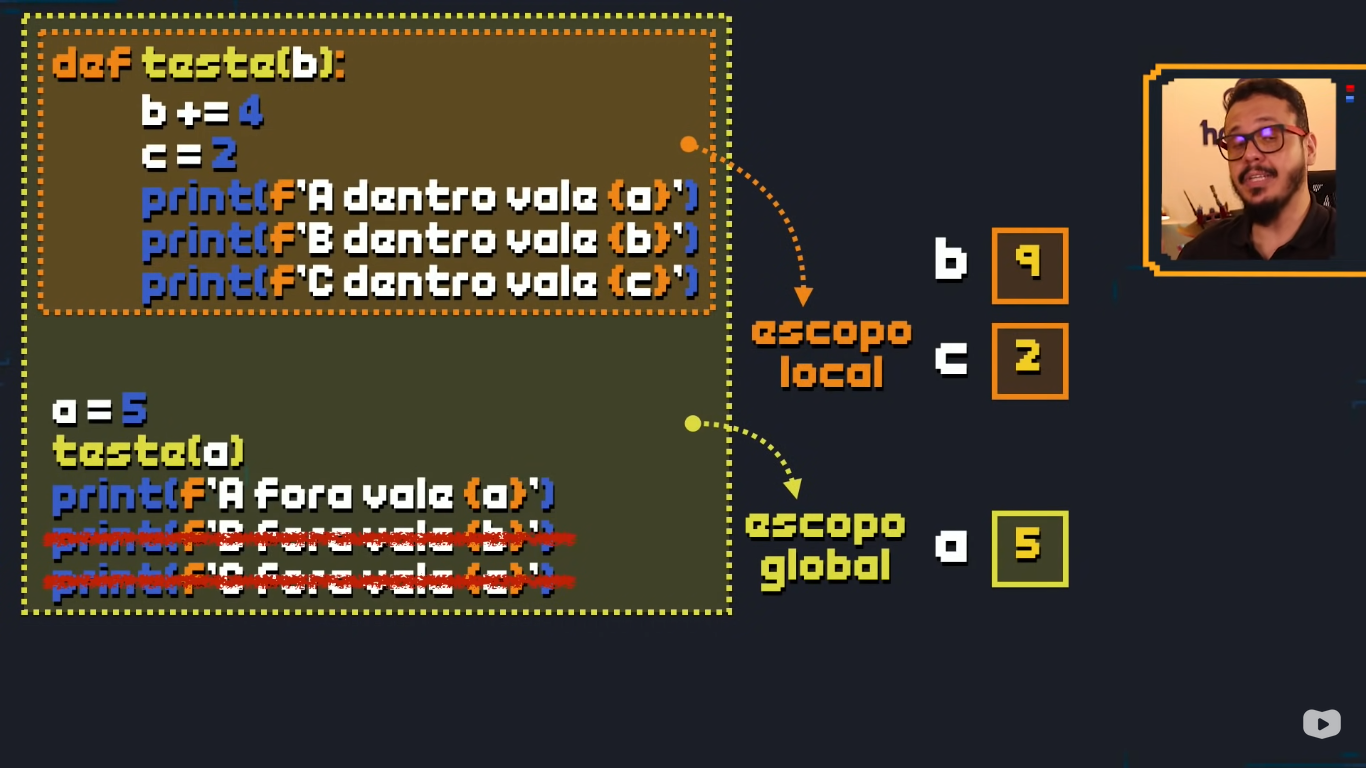 def teste(b):
b += 4
c = 2
print(f'A dentro vale {a}')
print(f'B dentro vale {b}')
print(f'C dentro vale {c}')
a = 5
teste(a)
print(f'A fora vale {a}')
print(f'B fora vale {b}')
print(f'C fora vale {c}')
escopo
local
b 9
c 2
escopo
global
a 5